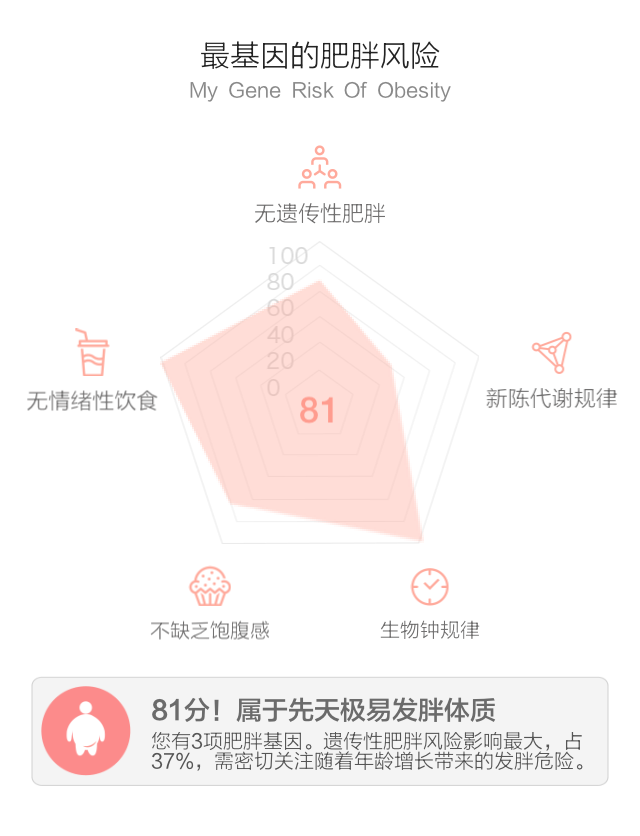 最基因的肥胖风险
My Gene Risk Of Obesity
无遗传性肥胖
100
80
60
40
20
0
81
无情绪性饮食
新陈代谢规律
不缺乏饱腹感
生物钟规律
81分！属于先天极易发胖体质
您有3项肥胖基因。遗传性肥胖风险影响最大，占
37%，需密切关注随着年龄增长带来的发胖危险。